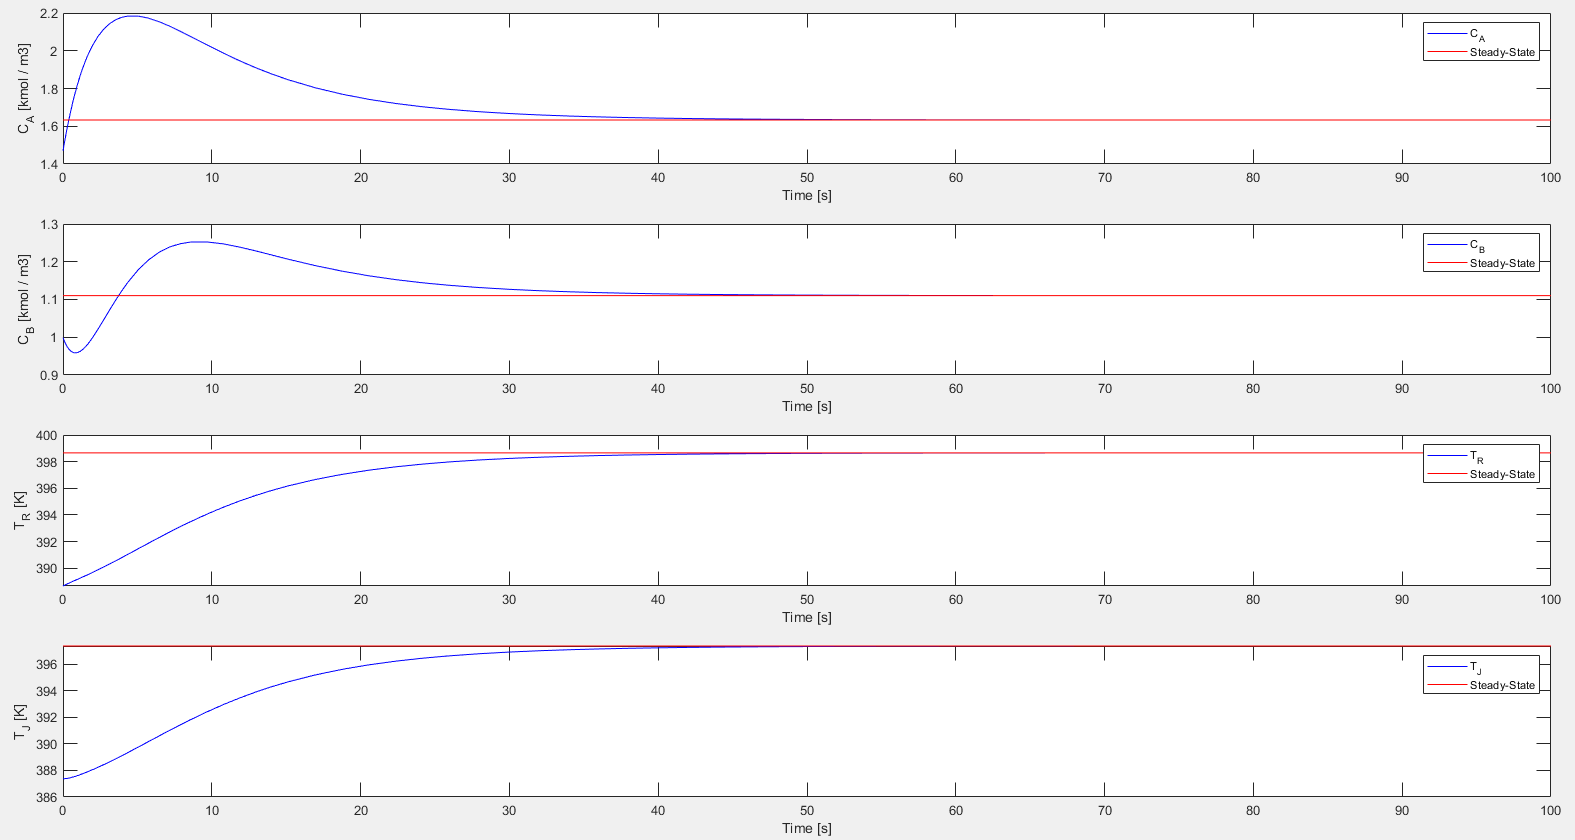 C_A [kmol / m3]
2.2
2
1.8
1.6
1.4
C_A
Steady-State
0 10 20 30 40 50 60 70 80 90 100
Time [s]
C_B [kmol / m3]
1.3
1.2
1.1
1
0.9
C_B
Steady-State
0 10 20 30 40 50 60 70 80 90 100
Time [s]
T_R [K]
400
398
396
394
392
390
T_R
Steady-State
0 10 20 30 40 50 60 70 80 90 100
Time [s]
T_J [K]
396
394
392
390
388
386
T_J
Steady-State
0 10 20 30 40 50 60 70 80 90 100
Time [s]